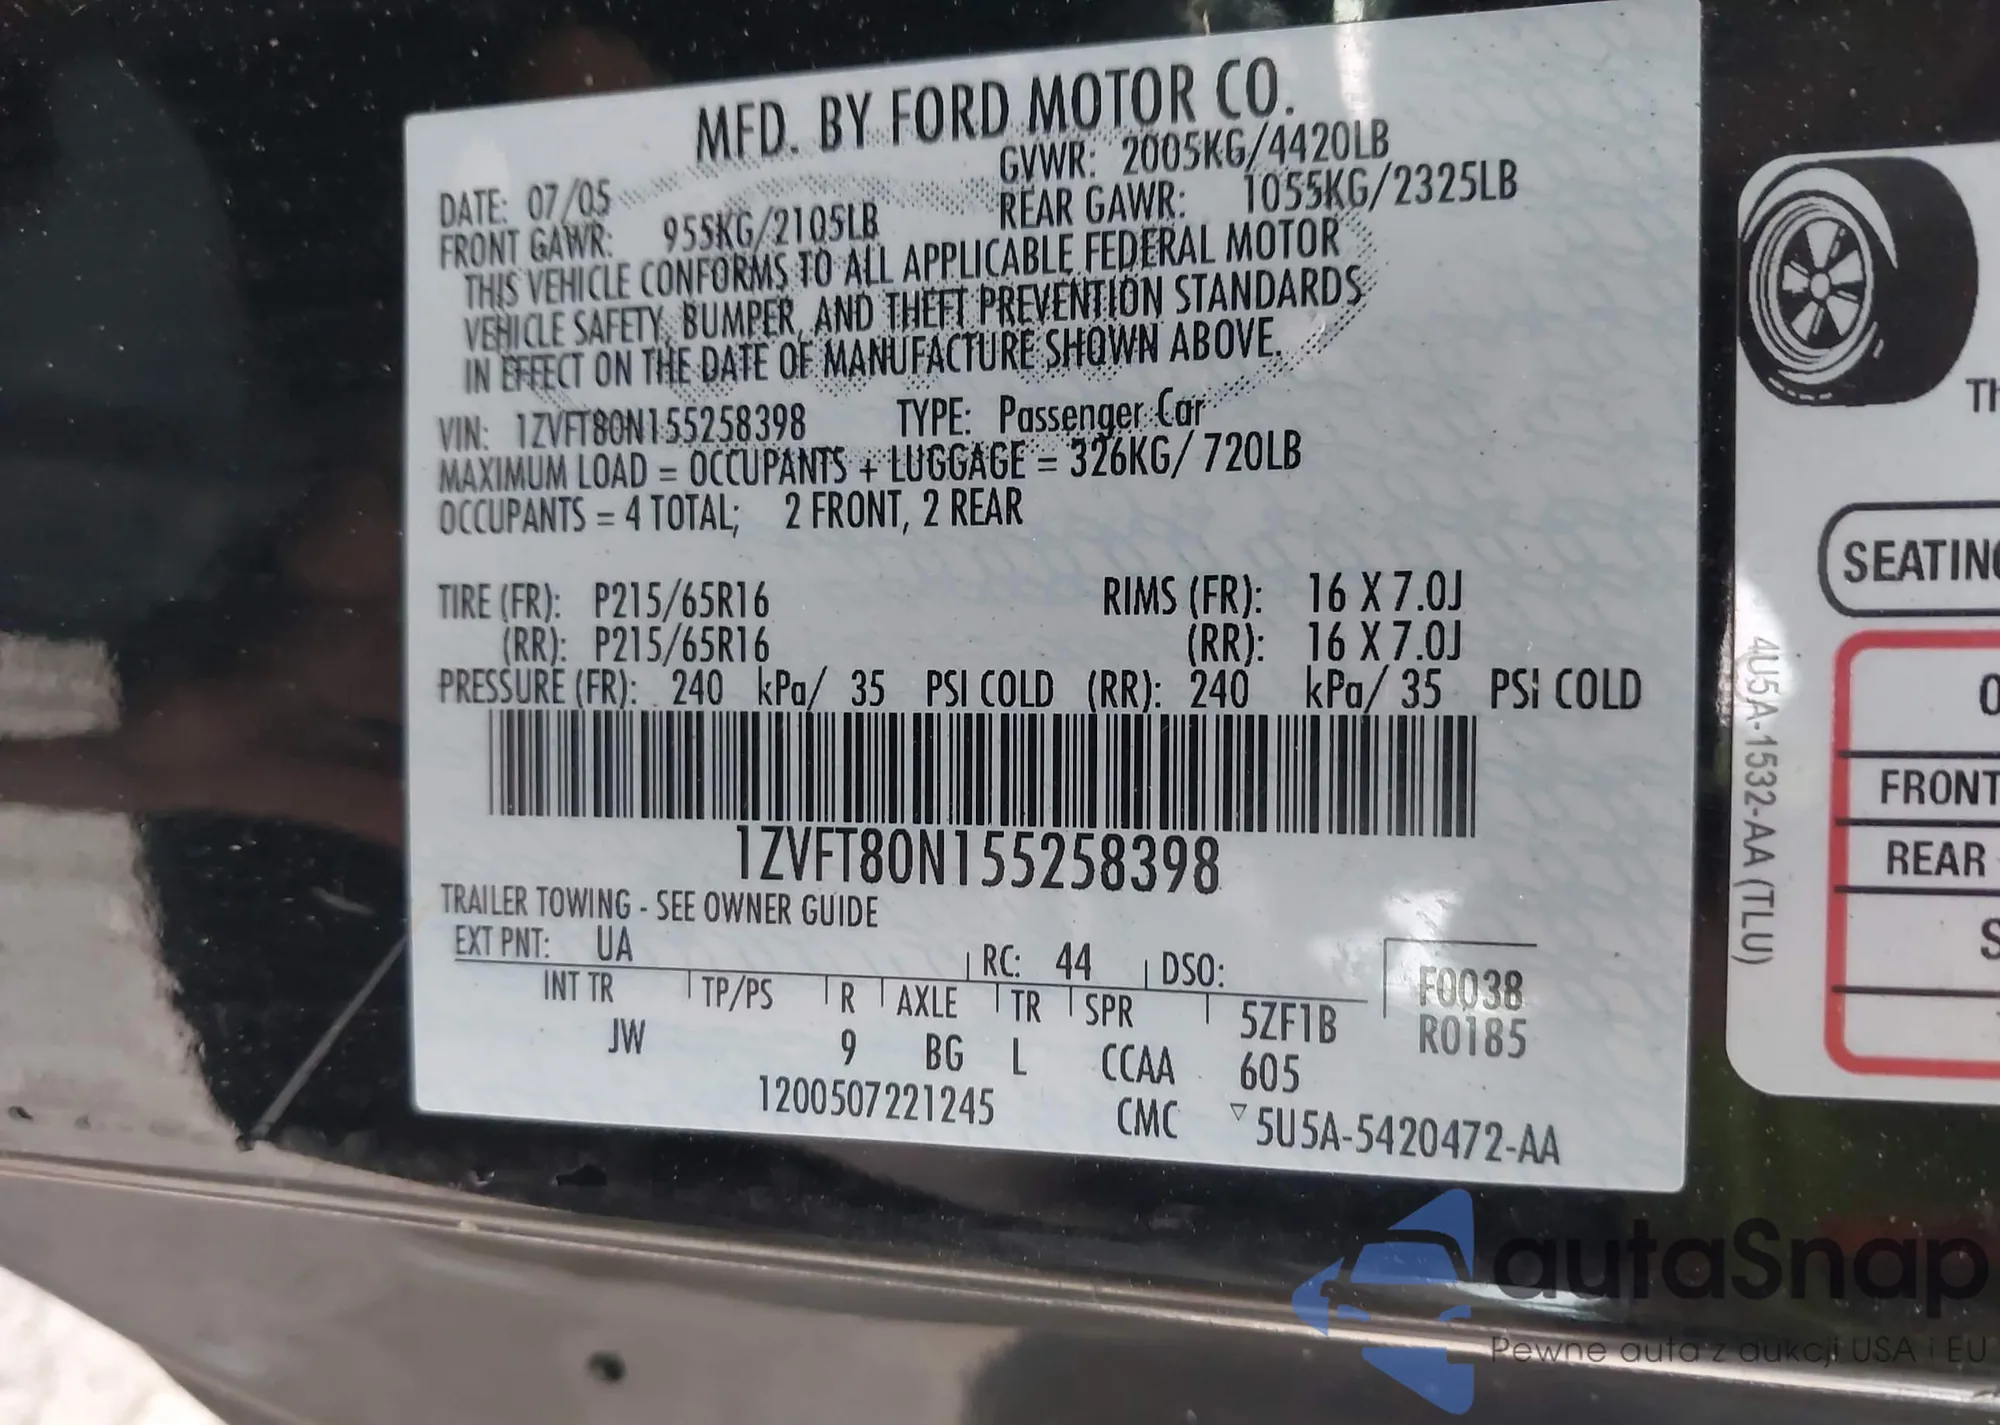 MFD. BY FORD MOTOR CO.
DATE: 07/05 GVWR: 2005KG/4420LB
FRONT GAWR: 955KG/2105LB REAR GAWR: 1055KG/2325LB
THIS VEHICLE CONFORMS TO ALL APPLICABLE FEDERAL MOTOR
VEHICLE SAFETY, BUMPER, AND THEFT PREVENTION STANDARDS
IN EFFECT ON THE DATE OF MANUFACTURE SHOWN ABOVE.
VIN: 1ZVFT80N155258398 TYPE: Passenger Car
MAXIMUM LOAD = OCCUPANTS + LUGGAGE = 326KG/ 720LB
OCCUPANTS = 4 TOTAL; 2 FRONT, 2 REAR
TIRE (FR): P215/65R16 RIMS (FR): 16 X 7.0J
(RR): P215/65R16 (RR): 16 X 7.0J
PRESSURE (FR): 240 kPa/ 35 PSI COLD (RR): 240 kPa/ 35 PSI COLD
1ZVFT80N155258398
TRAILER TOWING - SEE OWNER GUIDE
EXT PNT: UA RC: 44 DSO: F0038
INT TR TP/PS R AXLE TR SPR 5ZF1B R0185
JW 9 BG L CCAA 605
1200507221245 CMC ▽5U5A-5420472-AA
4U5A-1532-AA (TLU)
Th
SEATING
FRONT
REAR
S
autaSnap
Pewne auta z aukcji USA i EU